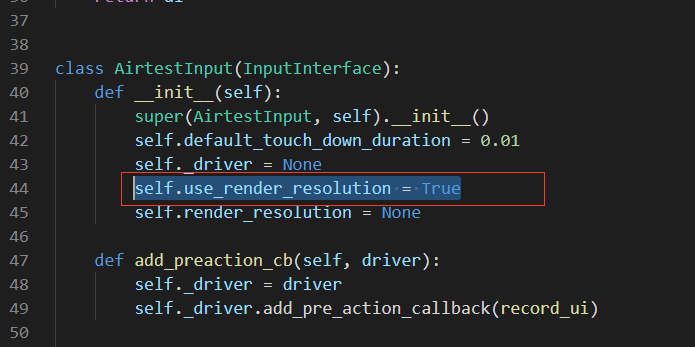 36 return ui
37
38
39 class AirtestInput(InputInterface):
40 def __init__(self):
41 super(AirtestInput, self).__init__()
42 self.default_touch_down_duration = 0.01
43 self._driver = None
44 self.use_render_resolution = True
45 self.render_resolution = None
46
47 def add_preaction_cb(self, driver):
48 self._driver = driver
49 self._driver.add_pre_action_callback(record_ui)
50